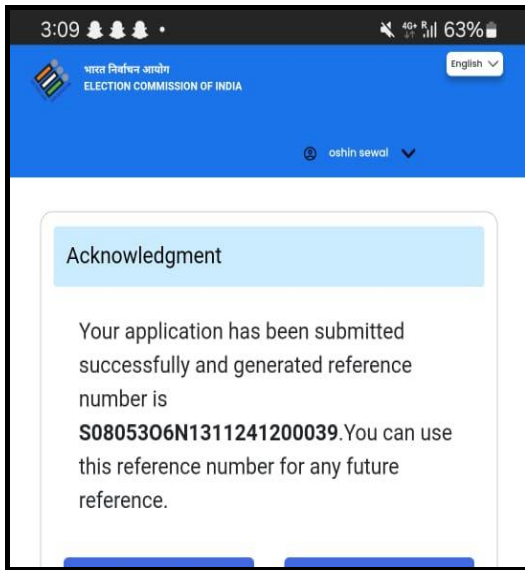 3:09 4G+ R 63%
भारत निर्वाचन आयोग
ELECTION COMMISSION OF INDIA
English
oshin sewal
Acknowledgment
Your application has been submitted
successfully and generated reference
number is
S08053O6N1311241200039.You can use
this reference number for any future
reference.